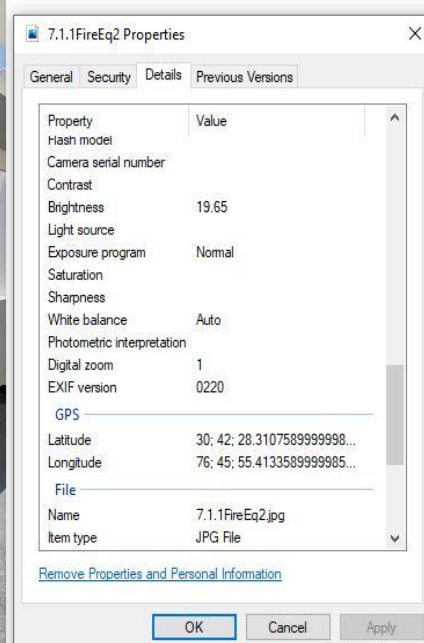 7.1.1FireEq2 Properties
General Security Details Previous Versions
Property Value
Flash model
Camera serial number
Contrast
Brightness 19.65
Light source
Exposure program Normal
Saturation
Sharpness
White balance Auto
Photometric interpretation
Digital zoom 1
EXIF version 0220
GPS
Latitude 30; 42; 28.3107589999998...
Longitude 76; 45; 55.4133589999985...
File
Name 7.1.1FireEq2.jpg
Item type JPG File
Remove Properties and Personal Information
OK Cancel Apply